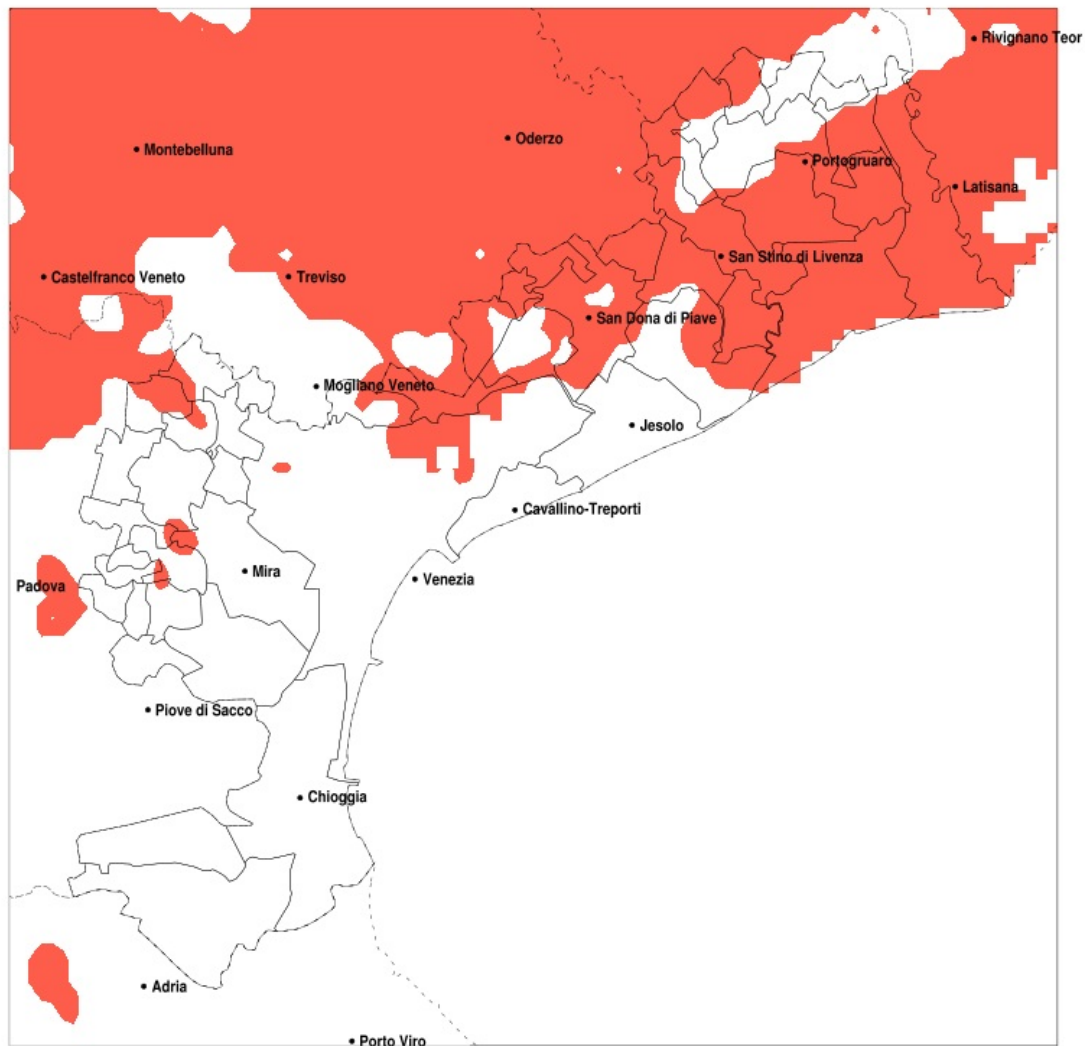 Rivignano Teor
Oderzo
Montebelluna
Portogruaro
Latisana
San Stino di Livenza
Castelfranco Veneto
Treviso
San Dona di Piave
Mogliano Veneto
Jesolo
Cavallino-Treporti
Mira
Venezia
Padova
Piove di Sacco
Chioggia
Adria
Porto Viro